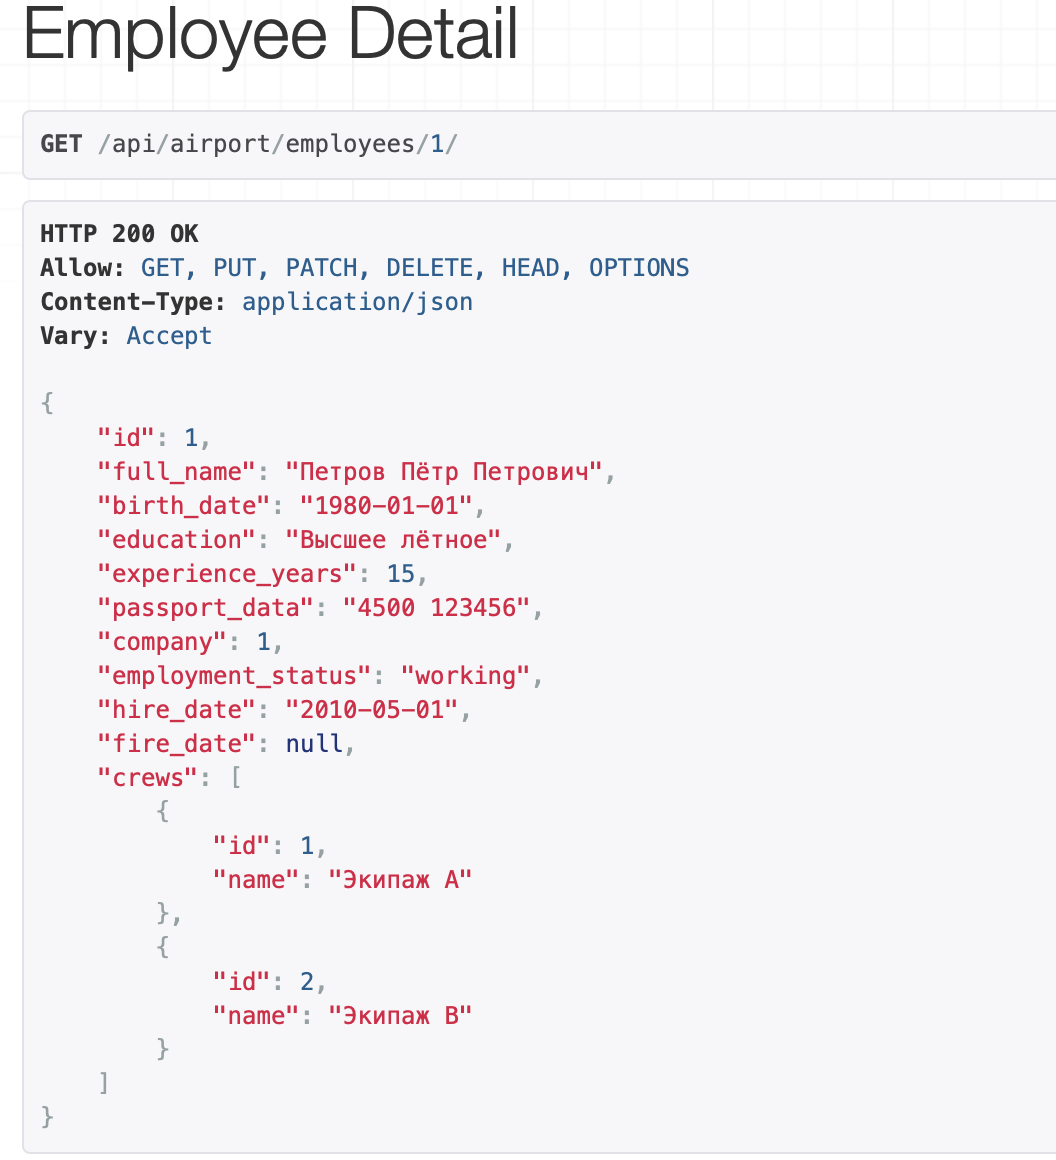 Employee Detail
GET /api/airport/employees/1/
HTTP 200 OK
Allow: GET, PUT, PATCH, DELETE, HEAD, OPTIONS
Content-Type: application/json
Vary: Accept
{
"id": 1,
"full_name": "Петров Пётр Петрович",
"birth_date": "1980-01-01",
"education": "Высшее лётное",
"experience_years": 15,
"passport_data": "4500 123456",
"company": 1,
"employment_status": "working",
"hire_date": "2010-05-01",
"fire_date": null,
"crews": [
{
"id": 1,
"name": "Экипаж A"
},
{
"id": 2,
"name": "Экипаж B"
}
]
}